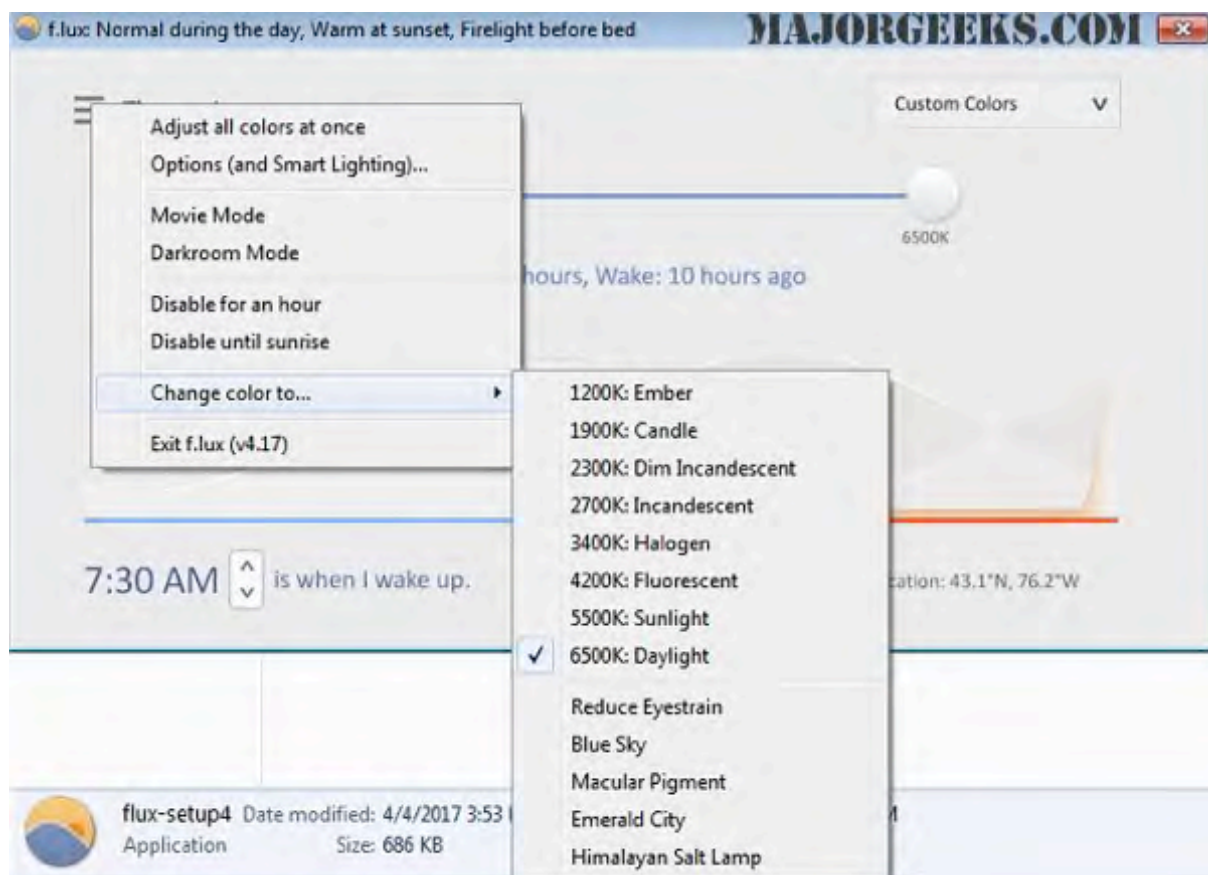 f.lux: Normal during the day, Warm at sunset, Firelight before bed
MAJORGEEKS.COM
Custom Colors
Adjust all colors at once
Options (and Smart Lighting)...
Movie Mode
Darkroom Mode
6500K
hours, Wake: 10 hours ago
Disable for an hour
Disable until sunrise
Change color to...
Exit f.lux (v4.17)
1200K: Ember
1900K: Candle
2300K: Dim Incandescent
2700K: Incandescent
3400K: Halogen
4200K: Fluorescent
5500K: Sunlight
6500K: Daylight
Reduce Eyestrain
Blue Sky
Macular Pigment
Emerald City
Himalayan Salt Lamp
7:30 AM is when I wake up.
cation: 43.1°N, 76.2°W
flux-setup4 Date modified: 4/4/2017 3:53
Application Size: 686 KB